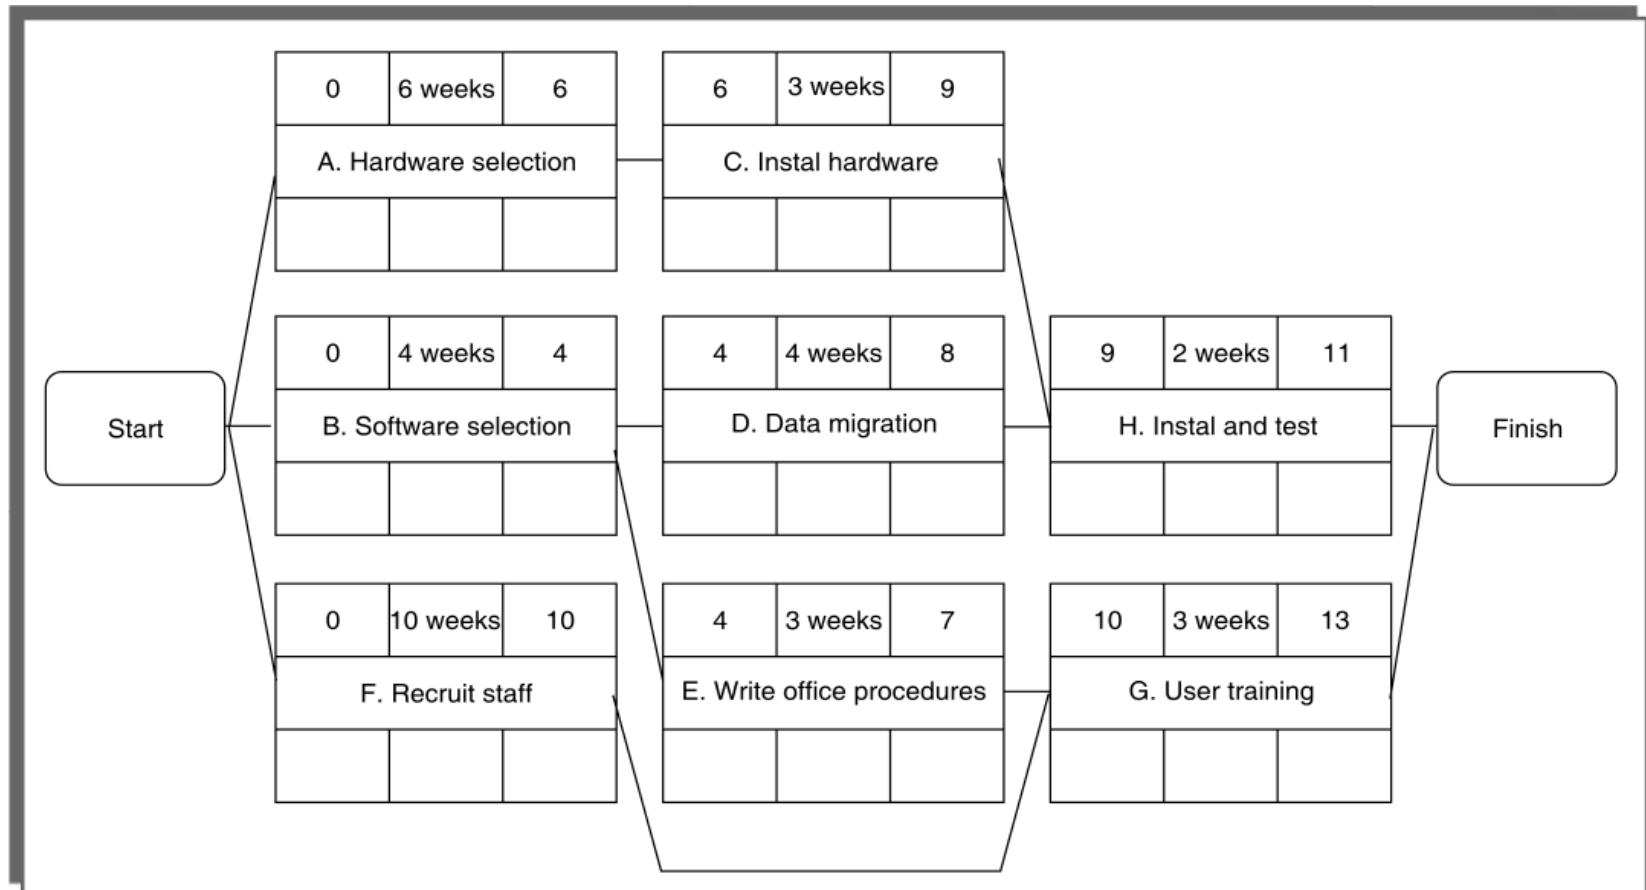 0 6 weeks 6
6 3 weeks 9
A. Hardware selection
C. Instal hardware
0 4 weeks 4
4 4 weeks 8
9 2 weeks 11
Start
B. Software selection
D. Data migration
H. Instal and test
Finish
0 10 weeks 10
4 3 weeks 7
10 3 weeks 13
F. Recruit staff
E. Write office procedures
G. User training